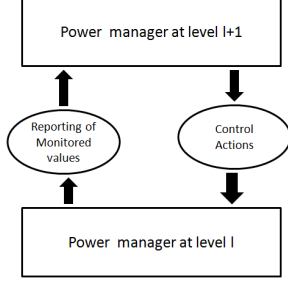 Power manager at level l+1
Reporting of
Monitored
values
Control
Actions
Power manager at level l